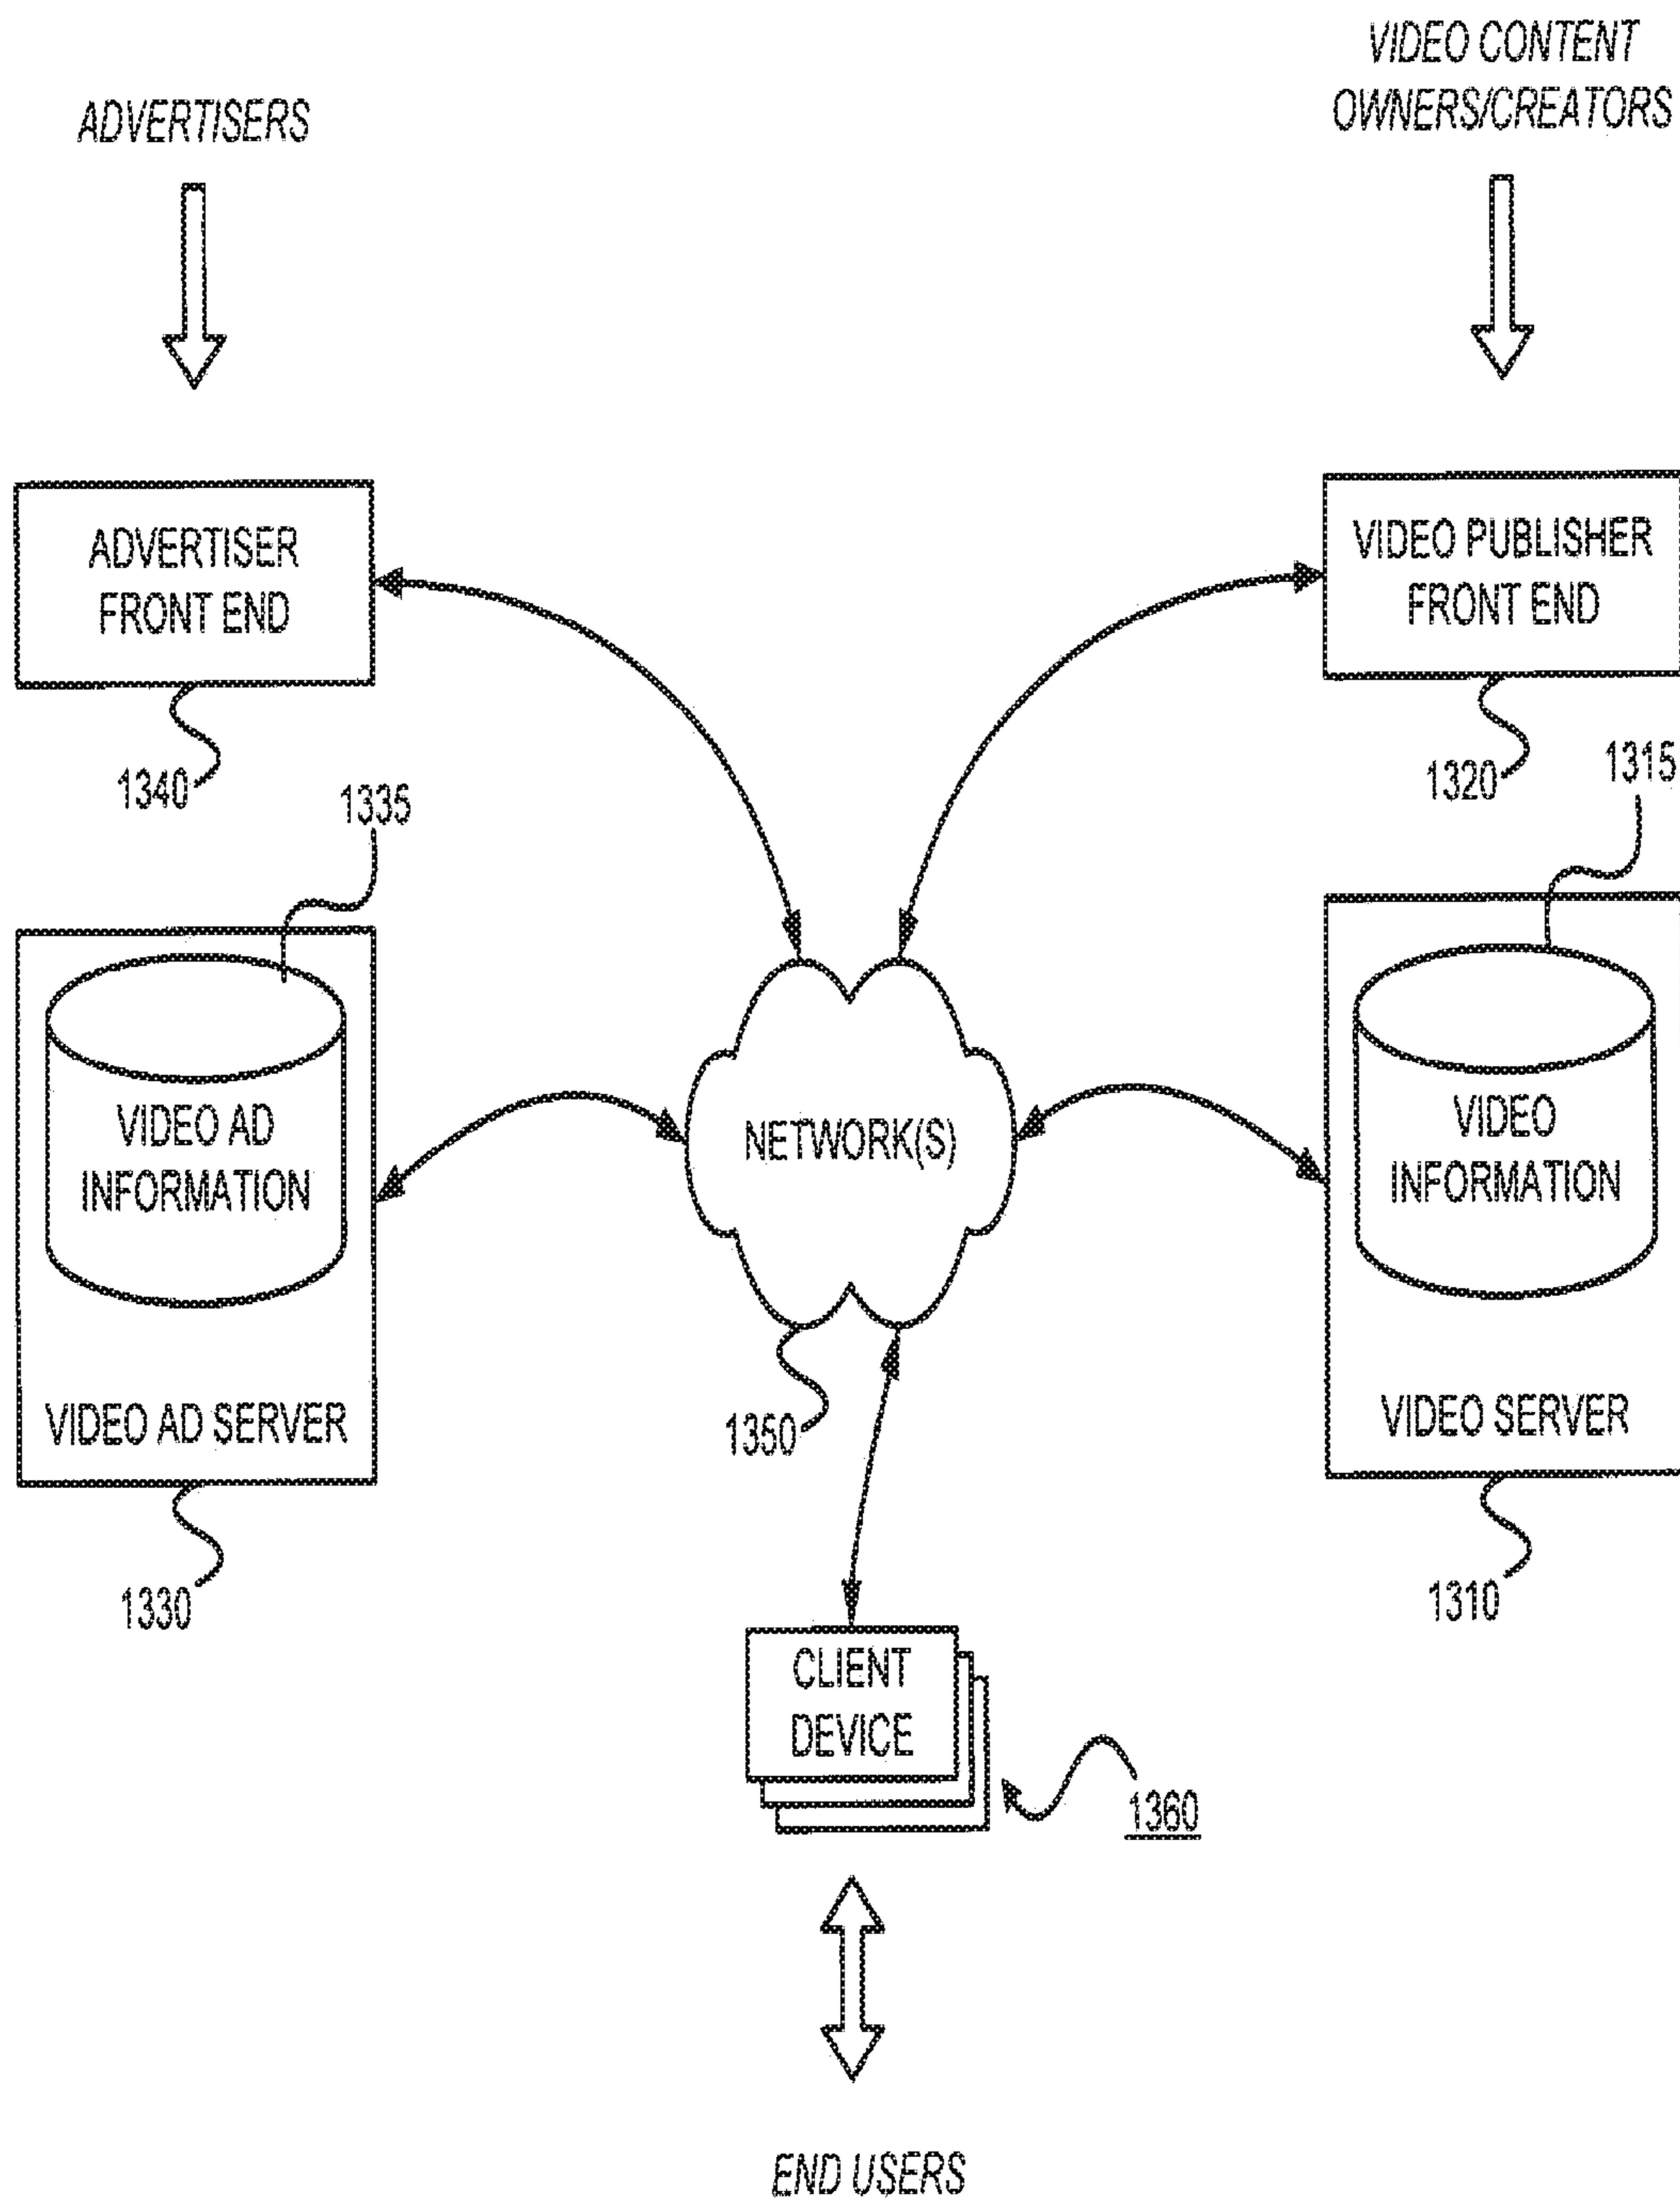 VIDEO CONTENT
OWNERS/CREATORS
ADVERTISERS
ADVERTISER
FRONT END
VIDEO PUBLISHER
FRONT END
1340
1335
1320
1315
VIDEO AD
INFORMATION
NETWORK(S)
VIDEO
INFORMATION
VIDEO AD SERVER
1350
VIDEO SERVER
1330
1310
CLIENT
DEVICE
1360
END USERS